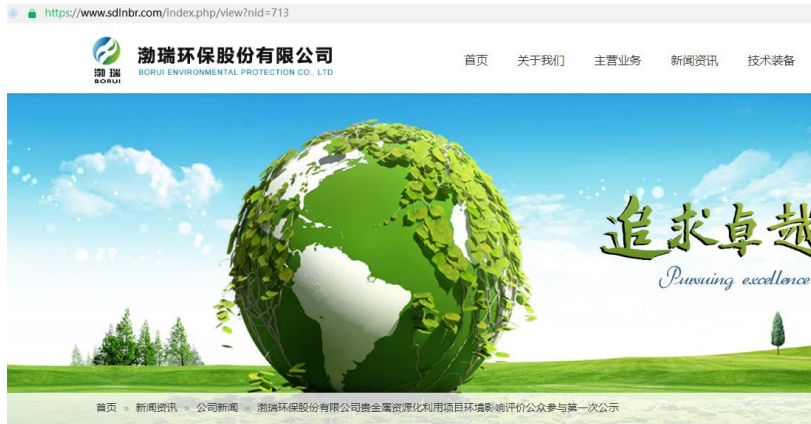 https://www.sdlnbr.com/index.php/view?nid=713
渤瑞环保股份有限公司
BORUI ENVIRONMENTAL PROTECTION CO., LTD
渤瑞
BORUI
首页 关于我们 主营业务 新闻资讯 技术装备
追求卓越
Pursuing excellence
首页 » 新闻资讯 » 公司新闻 » 渤瑞环保股份有限公司贵金属资源化利用项目环境影响评价公众参与第一次公示